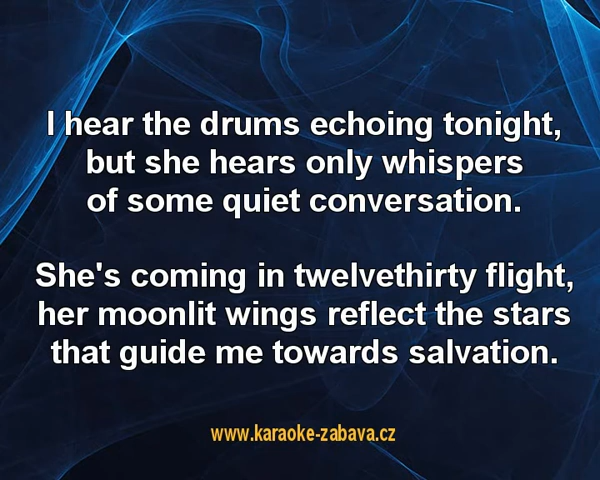 I hear the drums echoing tonight,
but she hears only whispers
of some quiet conversation.
She's coming in twelvethirty flight,
her moonlit wings reflect the stars
that guide me towards salvation.
www.karaoke-zabava.cz